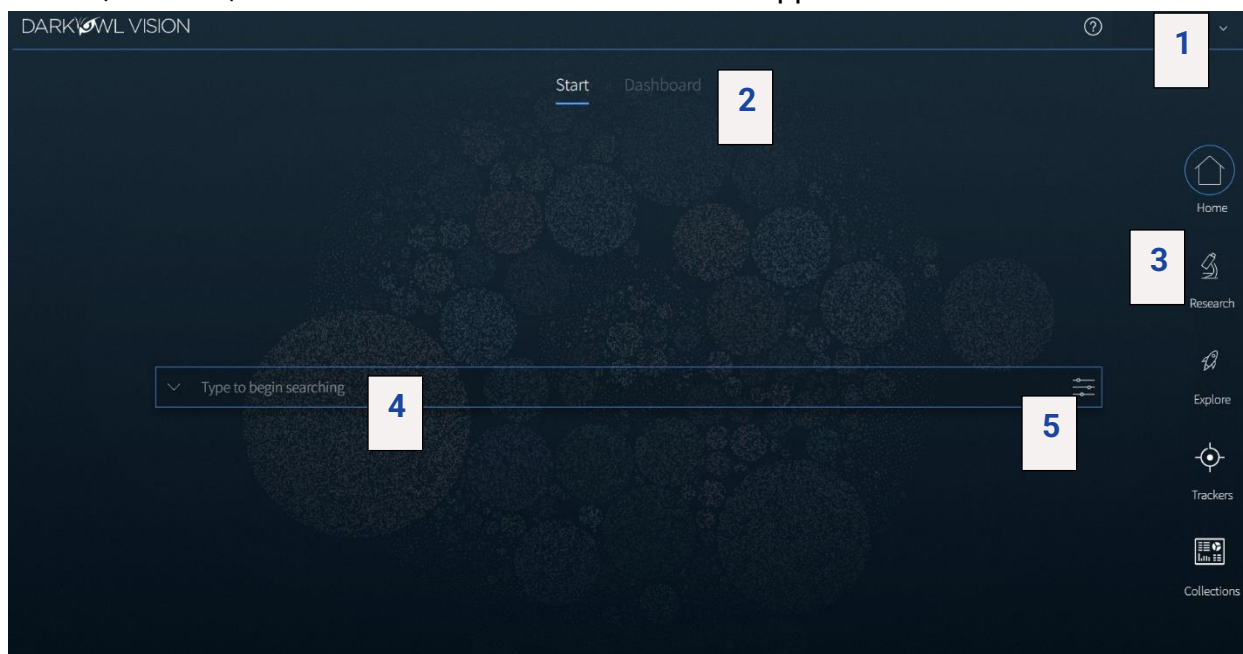 DARKOWL VISION
?
1
Start Dashboard
2
Home
3
Research
Type to begin searching
4
Explore
5
Trackers
Collections